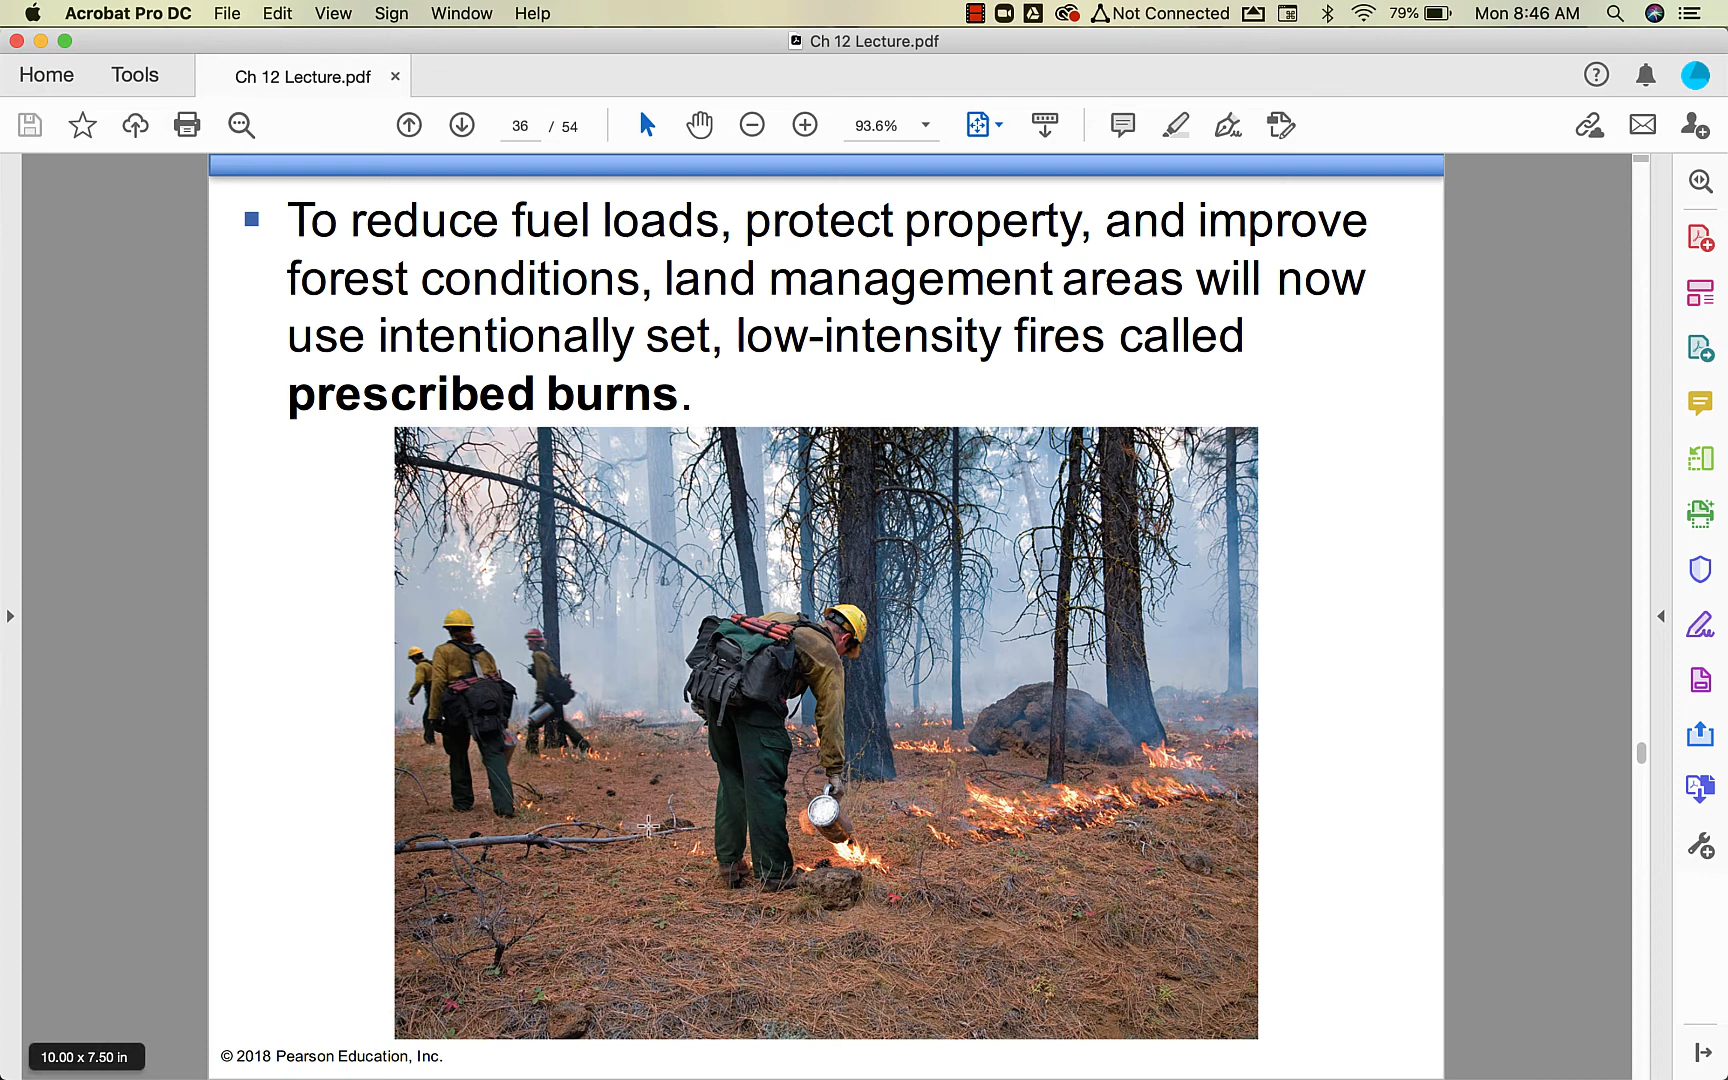 Acrobat Pro DC File Edit View Sign Window Help Not Connected 79% Mon 8:46 AM
Ch 12 Lecture.pdf
Home Tools Ch 12 Lecture.pdf
36 / 54 93.6%
To reduce fuel loads, protect property, and improve
forest conditions, land management areas will now
use intentionally set, low-intensity fires called
prescribed burns.
10.00 x 7.50 in
© 2018 Pearson Education, Inc.